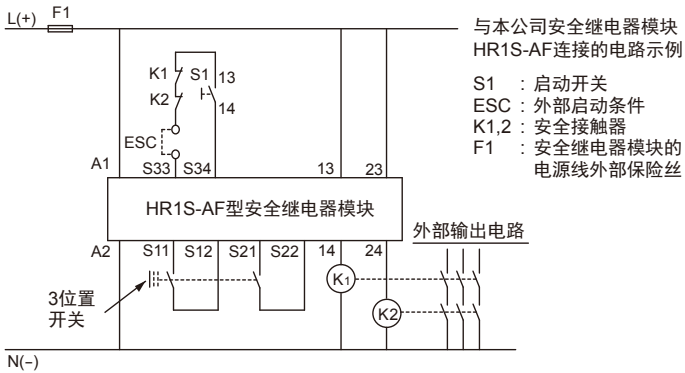 L(+)
F1
与本公司安全继电器模块
HR1S-AF连接的电路示例
S1 : 启动开关
ESC : 外部启动条件
K1,2 : 安全接触器
F1 : 安全继电器模块的
电源线外部保险丝
K1
S1
13
K2
14
ESC
A1
S33
S34
13
23
HR1S-AF型安全继电器模块
A2
S11
S12
S21
S22
14
24
外部输出电路
K1
3位置
开关
K2
N(-)